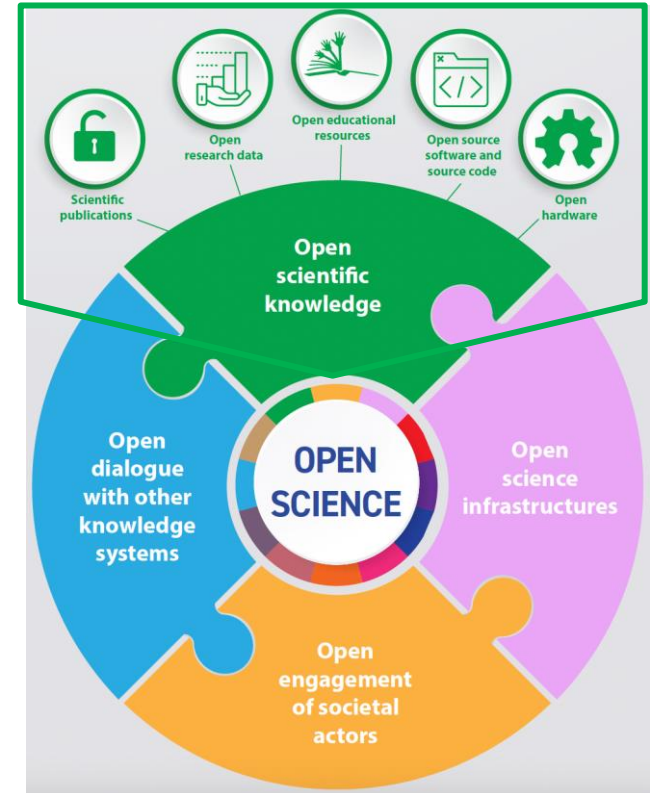 Scientific
publications
Open
research data
Open educational
resources
Open source
software and
source code
Open
hardware
</>
Open
scientific
knowledge
Open
dialogue
with other
knowledge
systems
OPEN
SCIENCE
Open
science
infrastructures
Open
engagement
of societal
actors